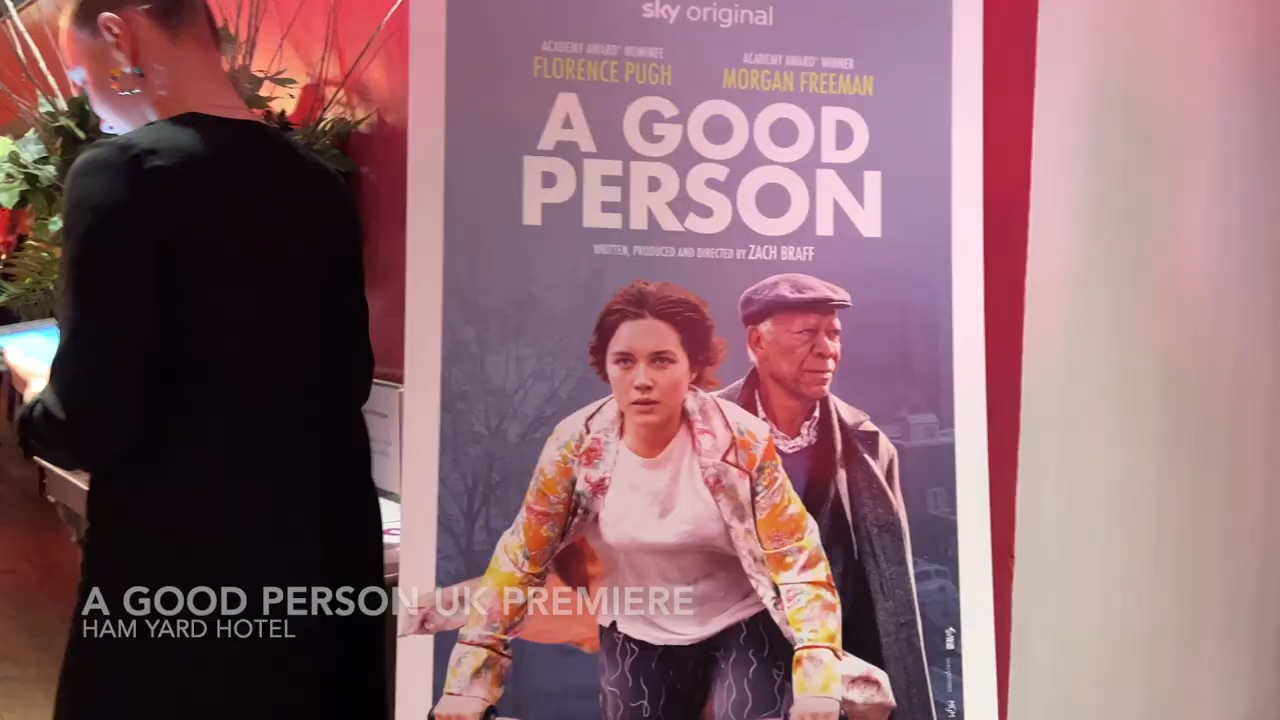 sky original
ACADEMY AWARD® NOMINEE
FLORENCE PUGH
ACADEMY AWARD® WINNER
MORGAN FREEMAN
A GOOD
PERSON
WRITTEN, PRODUCED AND DIRECTED BY ZACH BRAFF
A GOOD PERSON UK PREMIERE
HAM YARD HOTEL
MGM